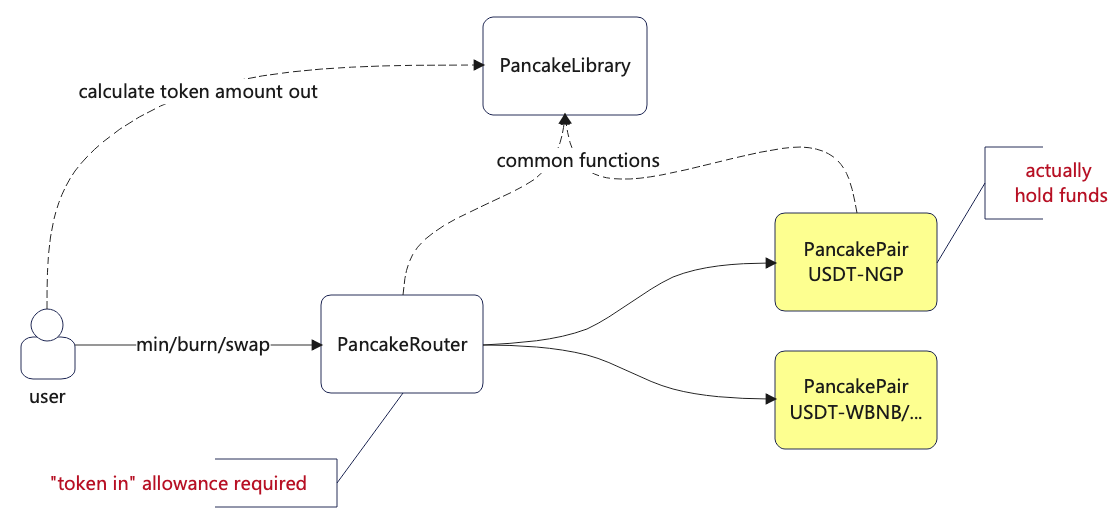 PancakeLibrary
calculate token amount out
common functions
actually
hold funds
PancakePair
USDT-NGP
min/burn/swap
PancakeRouter
user
PancakePair
USDT-WBNB/...
"token in" allowance required